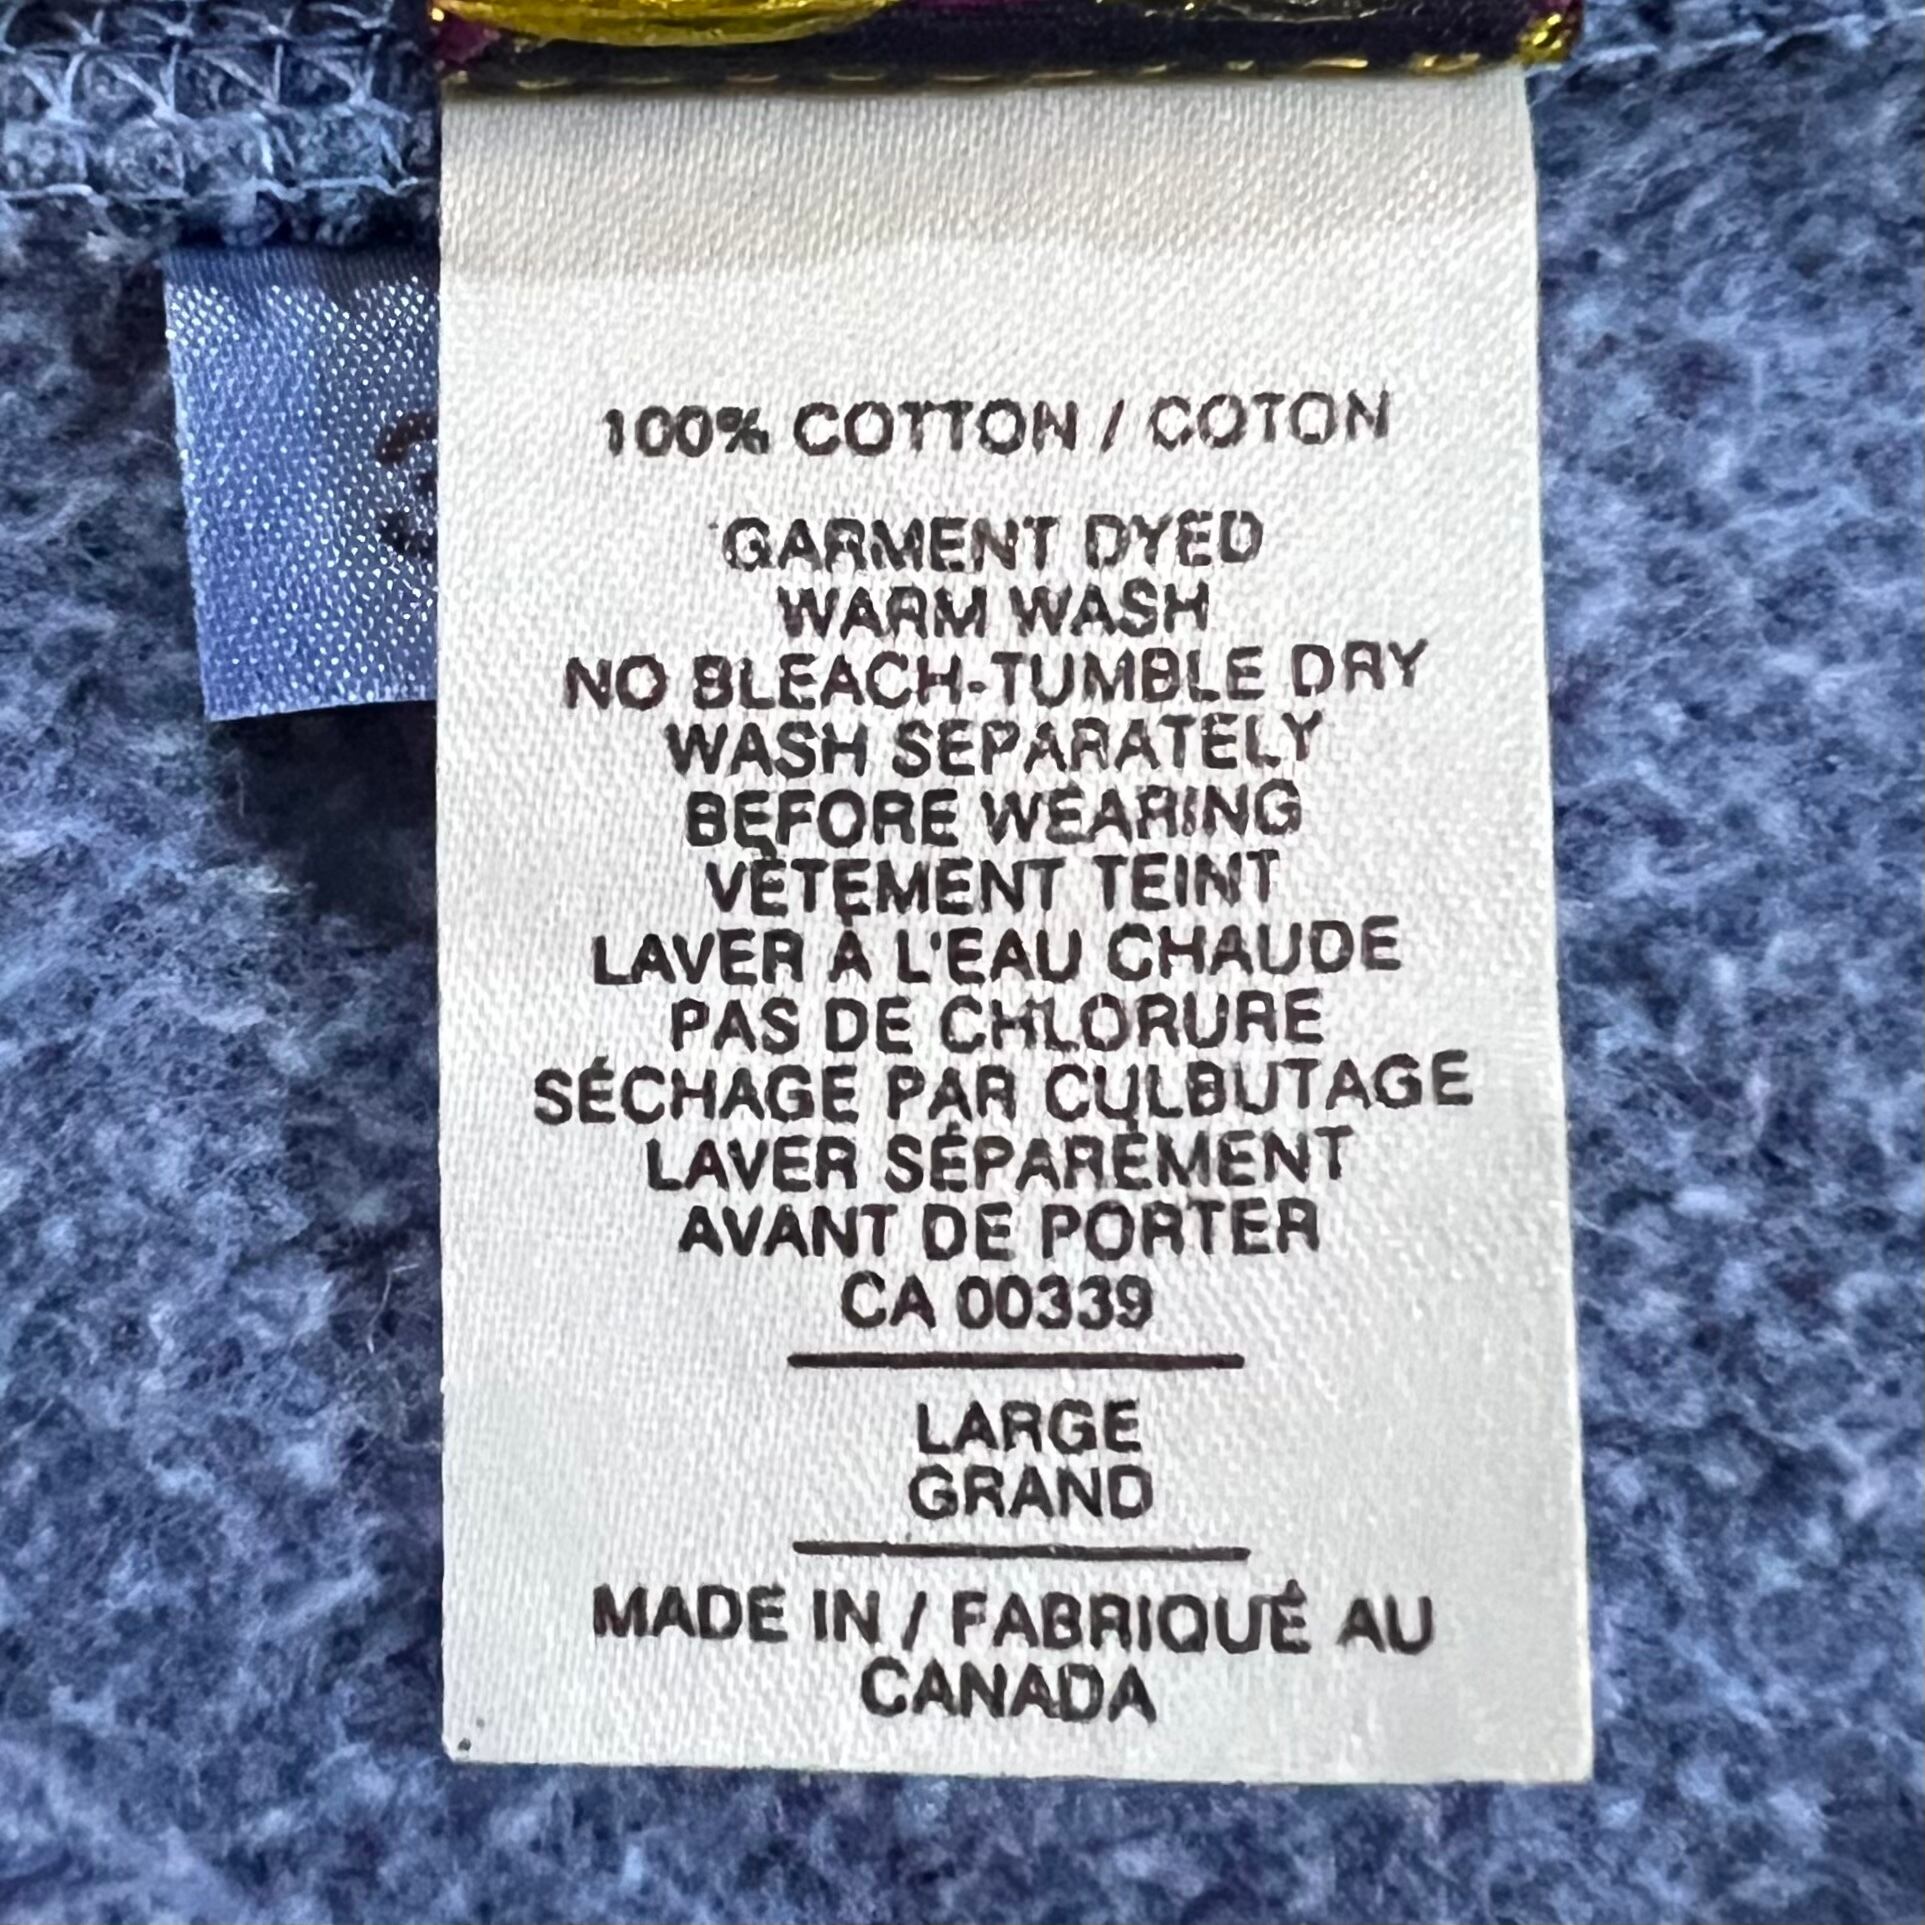 100% COTTON / COTON
GARMENT DYED
WARM WASH
NO BLEACH-TUMBLE DRY
WASH SEPARATELY
BEFORE WEARING
VÊTEMENT TEINT
LAVER À L'EAU CHAUDE
PAS DE CHLORURE
SÉCHAGE PAR CULBUTAGE
LAVER SÉPARÉMENT
AVANT DE PORTER
CA 00339
LARGE
GRAND
MADE IN / FABRIQUÉ AU
CANADA